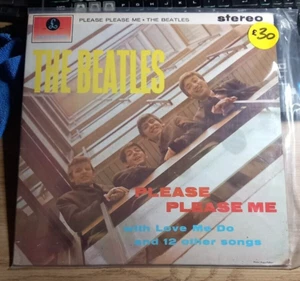 PLEASE PLEASE ME • THE BEATLES
stereo
£30
THE BEATLES
PLEASE
PLEASE ME
with Love Me Do
and 12 other songs